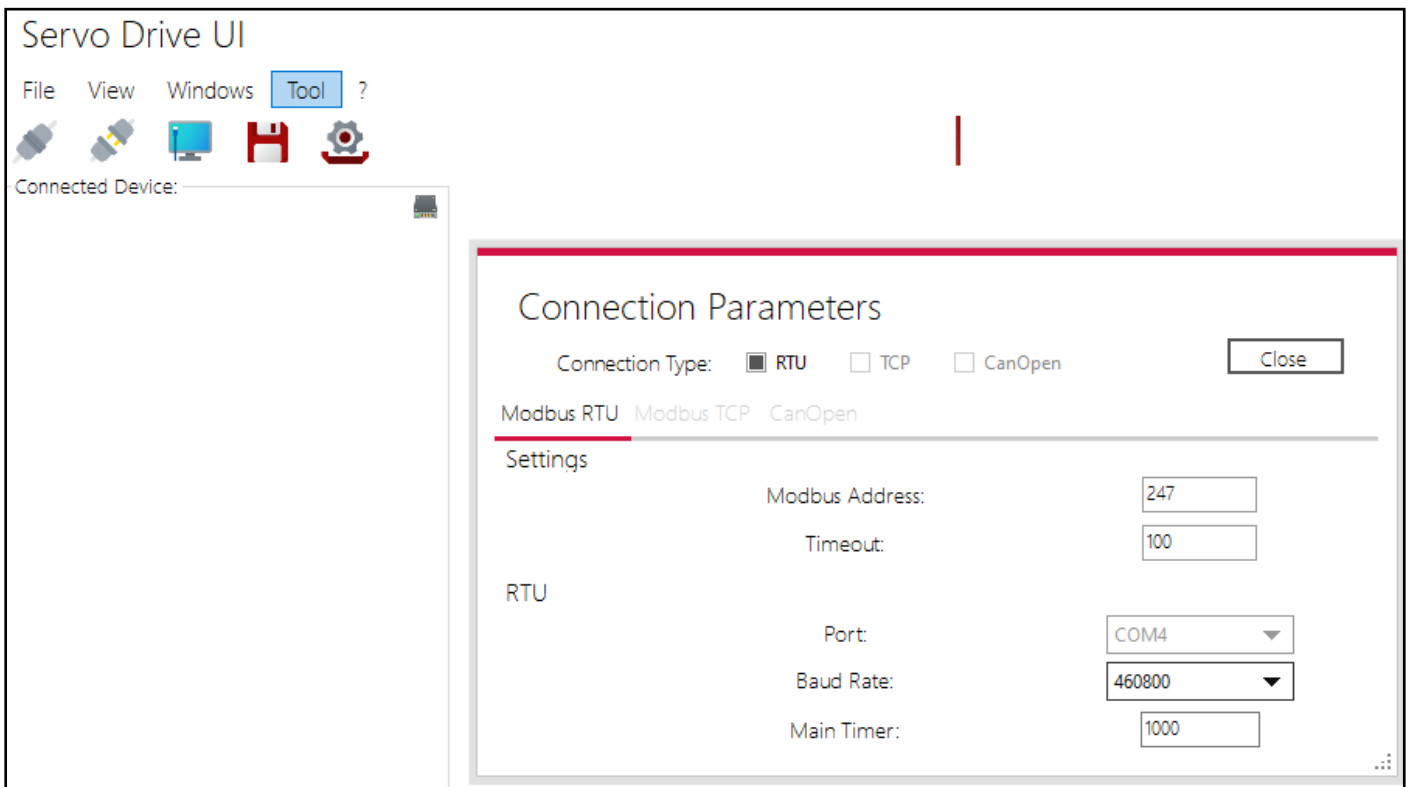 Servo Drive UI
File View Windows Tool ?
Connected Device:
Connection Parameters
Connection Type: RTU TCP CanOpen Close
Modbus RTU Modbus TCP CanOpen
Settings
Modbus Address: 247
Timeout: 100
RTU
Port: COM4
Baud Rate: 460800
Main Timer: 1000